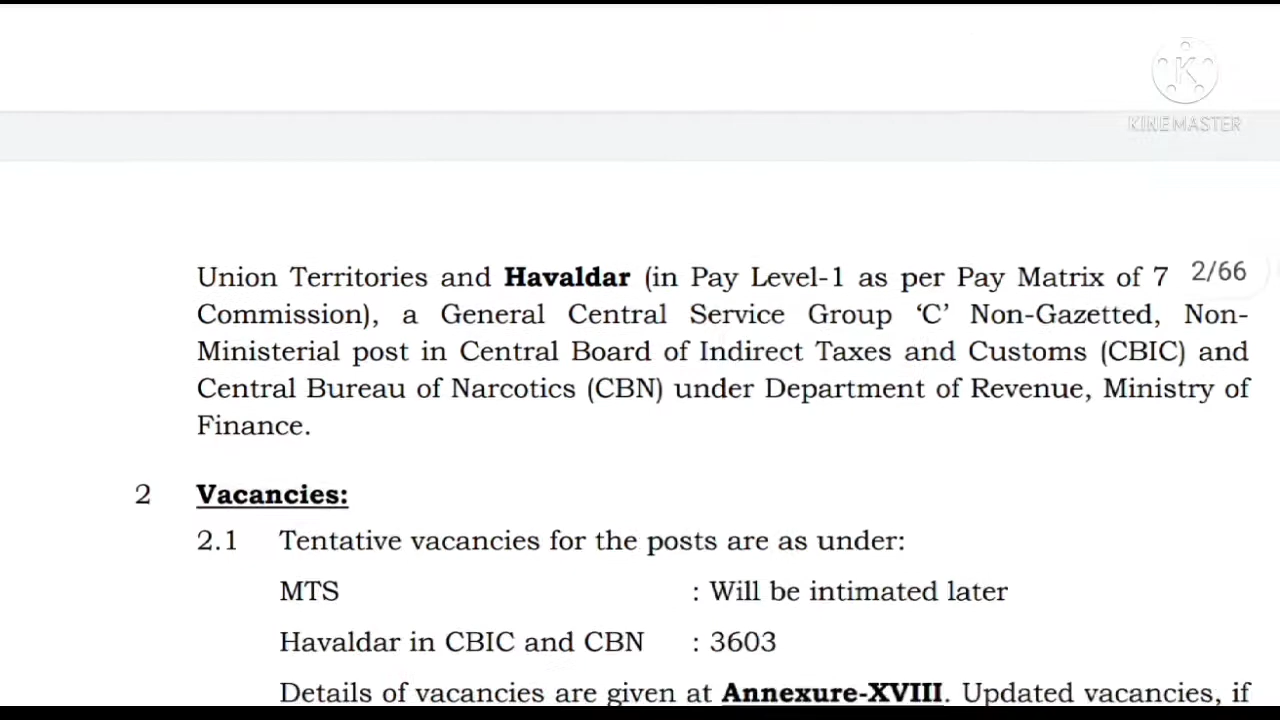 KINEMASTER
Union Territories and Havaldar (in Pay Level-1 as per Pay Matrix of 7
2/66
Commission), a General Central Service Group ‘C’ Non-Gazetted, Non-
Ministerial post in Central Board of Indirect Taxes and Customs (CBIC) and
Central Bureau of Narcotics (CBN) under Department of Revenue, Ministry of
Finance.
2 Vacancies:
2.1 Tentative vacancies for the posts are as under:
MTS : Will be intimated later
Havaldar in CBIC and CBN : 3603
Details of vacancies are given at Annexure-XVIII. Updated vacancies, if